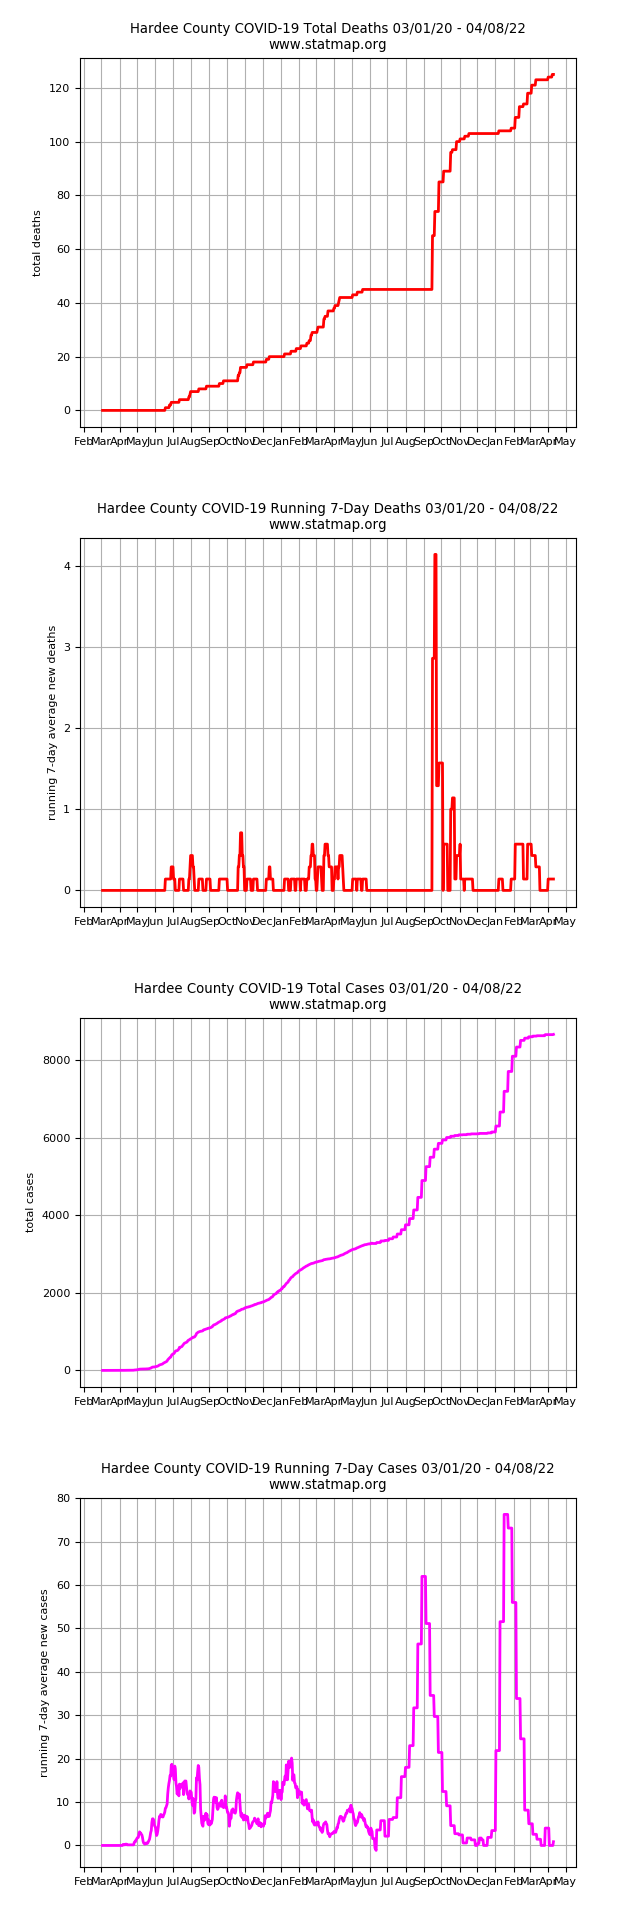 Hardee County COVID-19 Total Deaths 03/01/20 - 04/08/22
www.statmap.org
120
100
80
60
40
20
0
total deaths
Feb Mar Apr May Jun Jul Aug Sep Oct Nov Dec Jan Feb Mar Apr May Jun Jul Aug Sep Oct Nov Dec Jan Feb Mar Apr May
Hardee County COVID-19 Running 7-Day Deaths 03/01/20 - 04/08/22
www.statmap.org
4
3
2
1
0
running 7-day average new deaths
Feb Mar Apr May Jun Jul Aug Sep Oct Nov Dec Jan Feb Mar Apr May Jun Jul Aug Sep Oct Nov Dec Jan Feb Mar Apr May
Hardee County COVID-19 Total Cases 03/01/20 - 04/08/22
www.statmap.org
8000
6000
4000
2000
0
total cases
Feb Mar Apr May Jun Jul Aug Sep Oct Nov Dec Jan Feb Mar Apr May Jun Jul Aug Sep Oct Nov Dec Jan Feb Mar Apr May
Hardee County COVID-19 Running 7-Day Cases 03/01/20 - 04/08/22
www.statmap.org
80
70
60
50
40
30
20
10
0
running 7-day average new cases
Feb Mar Apr May Jun Jul Aug Sep Oct Nov Dec Jan Feb Mar Apr May Jun Jul Aug Sep Oct Nov Dec Jan Feb Mar Apr May